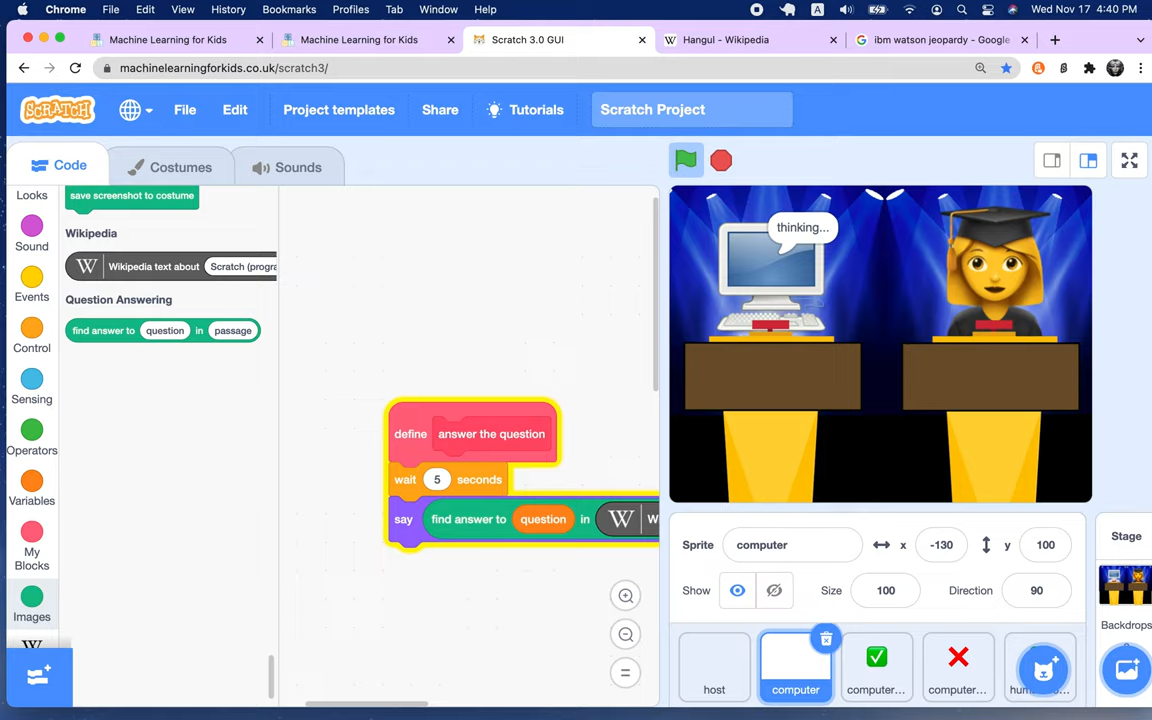 Chrome File Edit View History Bookmarks Profiles Tab Window Help A Wed Nov 17 4:40 PM
Machine Learning for Kids Machine Learning for Kids Scratch 3.0 GUI W Hangul - Wikipedia G ibm watson jeopardy - Google
machinelearningforkids.co.uk/scratch3/
SCRATCH File Edit Project templates Share Tutorials Scratch Project
Code Costumes Sounds
Looks
Sound
Events
Control
Sensing
Operators
Variables
My
Blocks
Images
W
save screenshot to costume
Wikipedia
W Wikipedia text about Scratch (progra
Question Answering
find answer to question in passage
define answer the question
wait 5 seconds
say find answer to question in W W
thinking...
Sprite computer x -130 y 100
Show Size 100 Direction 90
host computer computer... computer...
Stage
Backdrops